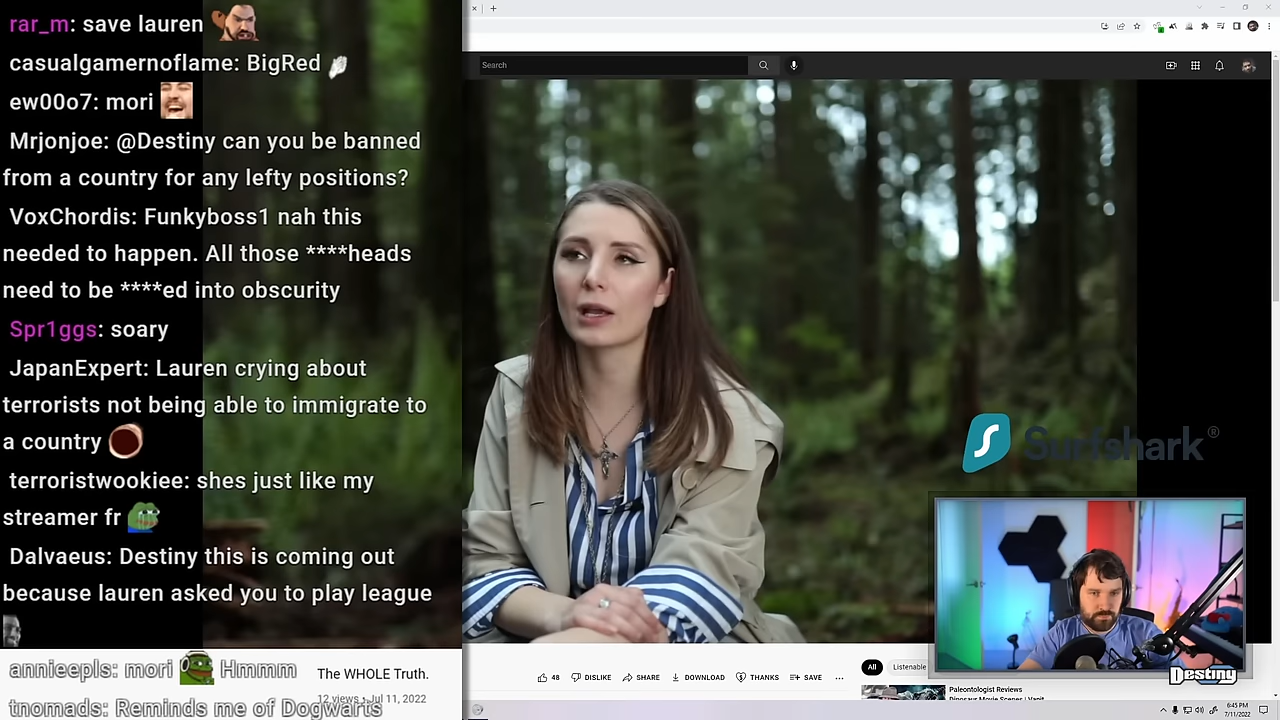 rar_m: save lauren
casualgamernoflame: BigRed
ew00o7: mori
Mrjonjoe: @Destiny can you be banned
from a country for any lefty positions?
VoxChordis: Funkyboss1 nah this
needed to happen. All those ****heads
need to be ****ed into obscurity
Spr1ggs: soary
JapanExpert: Lauren crying about
terrorists not being able to immigrate to
a country
terroristwookiee: shes just like my
streamer fr
Dalvaeus: Destiny this is coming out
because lauren asked you to play league
annieepls: mori Hmmm
tnomads: Reminds me of Dogwarts
Search
Surfshark®
Destiny
The WHOLE Truth.
12 views • Jul 11, 2022
48 DISLIKE SHARE DOWNLOAD THANKS SAVE ...
All Listenable
Paleontologist Reviews
Dinosaur Movie Scenes | Vanit
6:45 PM
7/11/2022